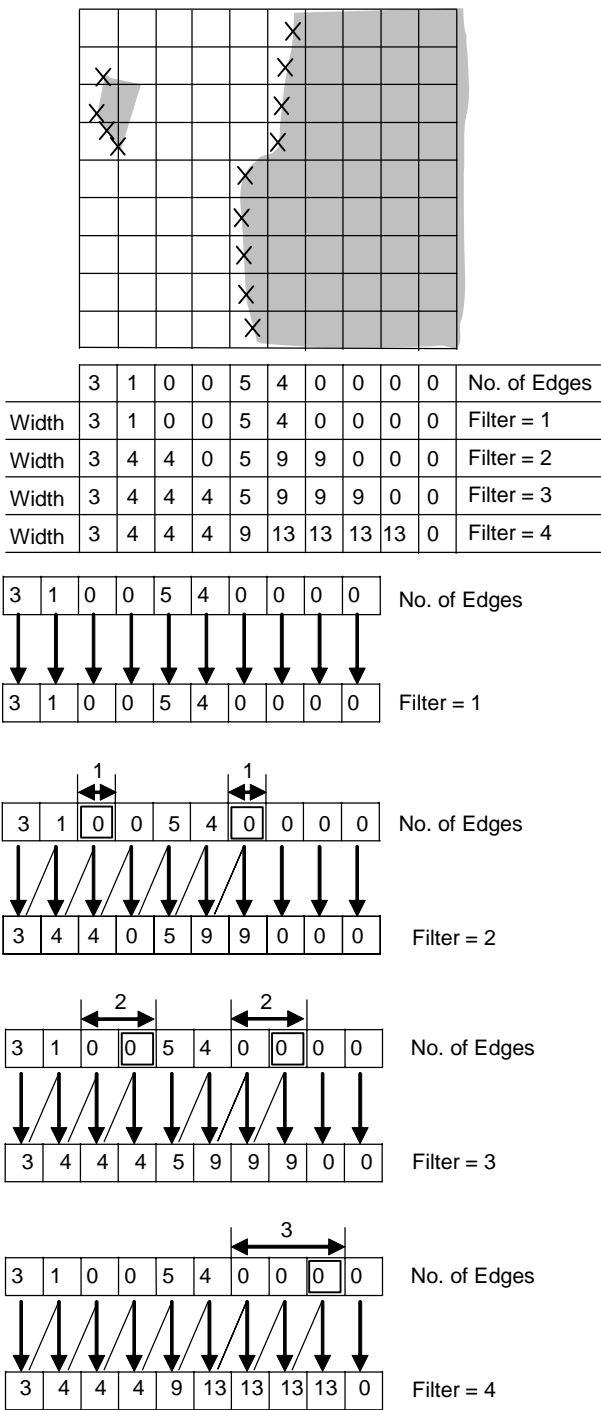 3 1 0 0 5 4 0 0 0 0 No. of Edges
Width 3 1 0 0 5 4 0 0 0 0 Filter = 1
Width 3 4 4 0 5 9 9 0 0 0 Filter = 2
Width 3 4 4 4 5 9 9 9 0 0 Filter = 3
Width 3 4 4 4 9 13 13 13 13 0 Filter = 4
3 1 0 0 5 4 0 0 0 0 No. of Edges
3 1 0 0 5 4 0 0 0 0 Filter = 1
1 1
3 1 0 0 5 4 0 0 0 0 No. of Edges
3 4 4 0 5 9 9 0 0 0 Filter = 2
2 2
3 1 0 0 5 4 0 0 0 0 No. of Edges
3 4 4 4 5 9 9 9 0 0 Filter = 3
3
3 1 0 0 5 4 0 0 0 0 No. of Edges
3 4 4 4 9 13 13 13 13 0 Filter = 4